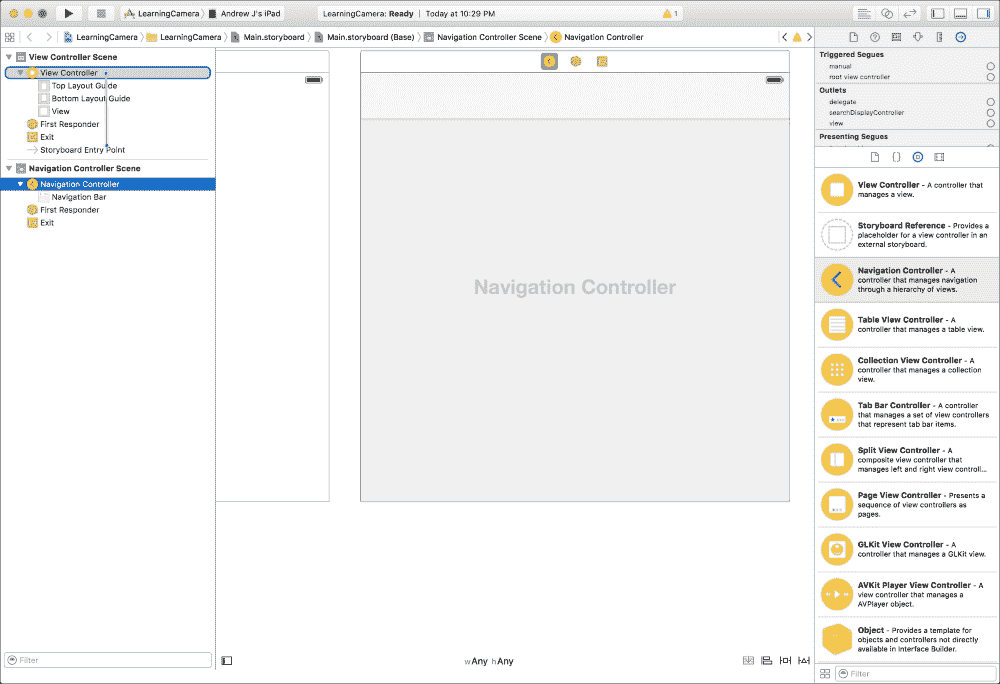 LearningCamera
Andrew J's iPad
LearningCamera: Ready
Today at 10:29 PM
1
LearningCamera
LearningCamera
Main.storyboard
Main.storyboard (Base)
Navigation Controller Scene
Navigation Controller
View Controller Scene
View Controller
Top Layout Guide
Bottom Layout Guide
View
First Responder
Exit
Storyboard Entry Point
Navigation Controller Scene
Navigation Controller
Navigation Bar
First Responder
Exit
Filter
Navigation Controller
wAny hAny
Triggered Segues
manual
root view controller
Outlets
delegate
searchDisplayController
view
Presenting Segues
View Controller - A controller that
manages a view.
Storyboard Reference - Provides a
placeholder for a view controller in an
external storyboard.
Navigation Controller - A
controller that manages navigation
through a hierarchy of views.
Table View Controller - A
controller that manages a table view.
Collection View Controller - A
controller that manages a collection
view.
Tab Bar Controller - A controller
that manages a set of view controllers
that represent tab bar items.
Split View Controller - A
composite view controller that
manages left and right view controll...
Page View Controller - Presents a
sequence of view controllers as
pages.
GLKit View Controller - A
controller that manages a GLKit view.
AVKit Player View Controller - A
view controller that manages a
AVPlayer object.
Object - Provides a template for
objects and controllers not directly
available in Interface Builder.
Filter